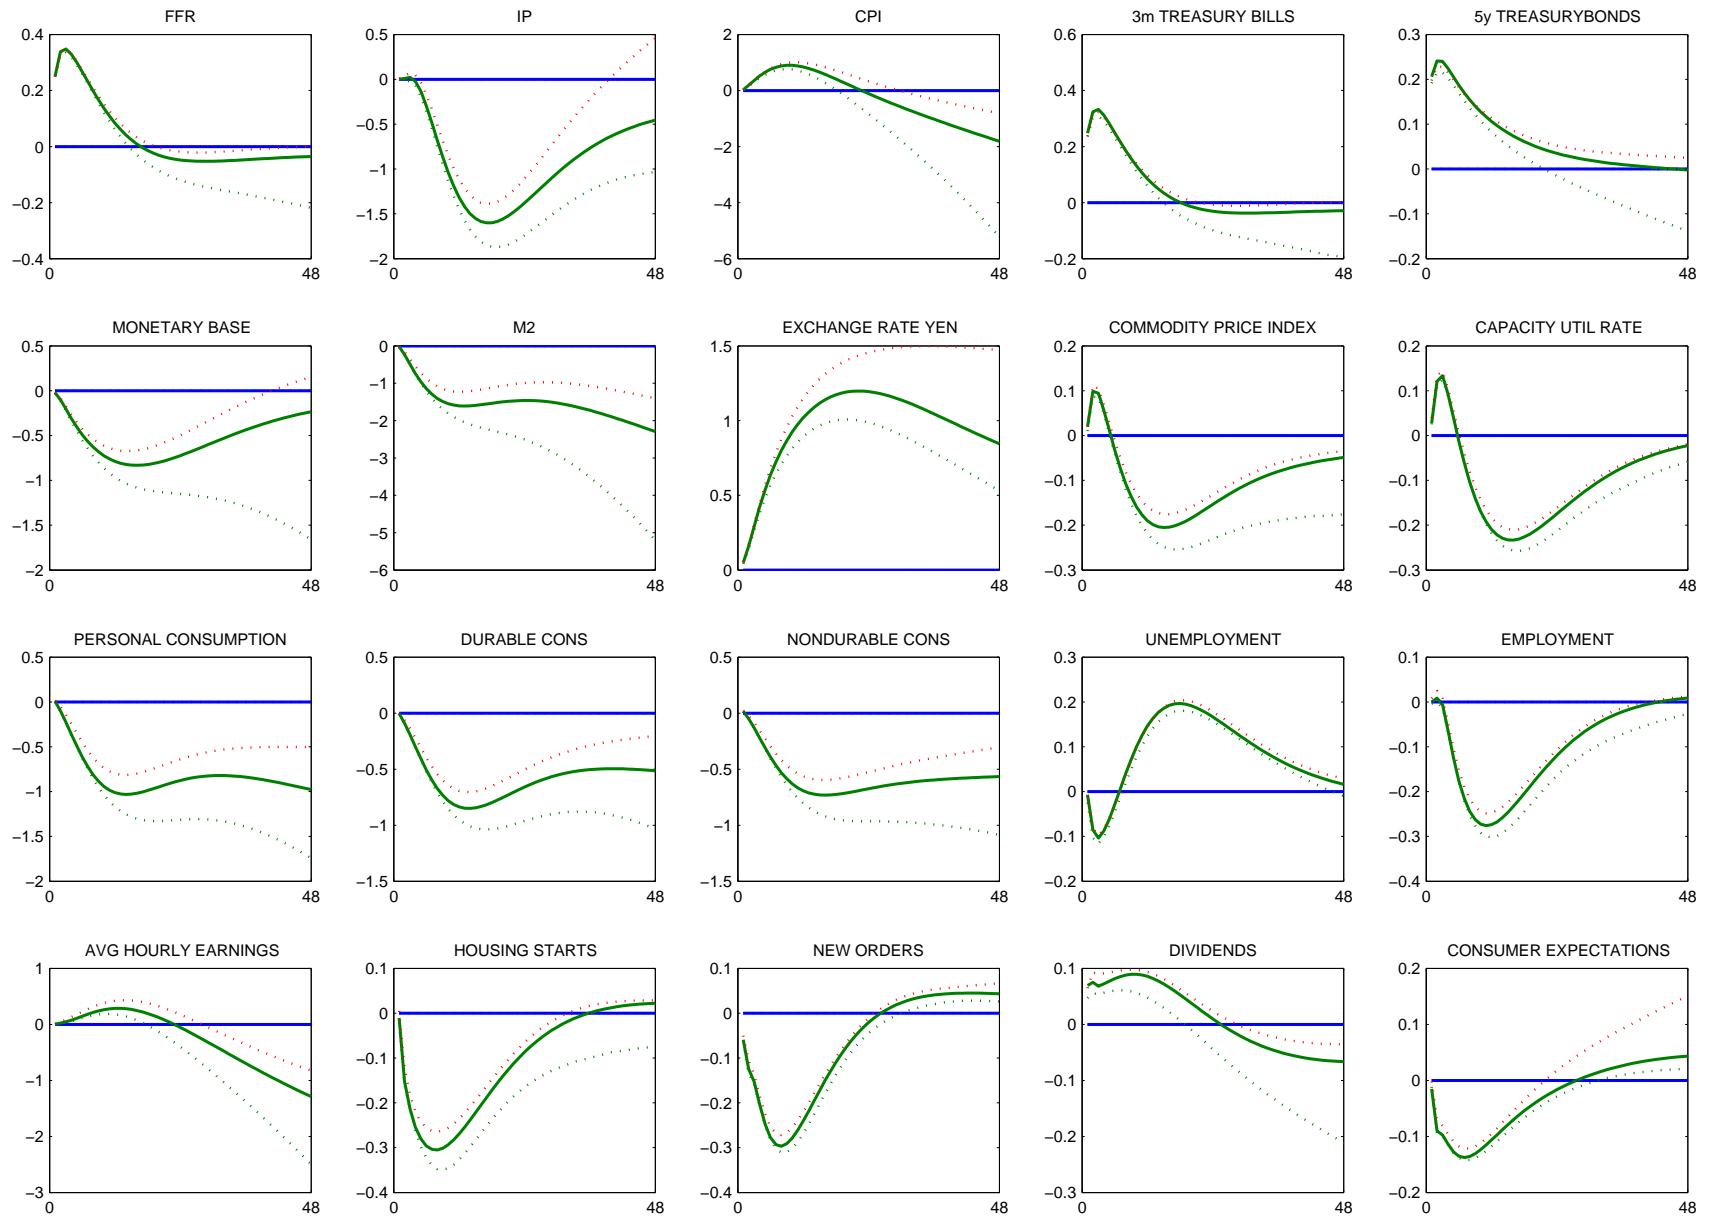 FFR IP CPI 3m TREASURY BILLS 5y TREASURYBONDS
0.4 0.5 2 0.6 0.3
0.2 0 0 0.4 0.2
0 −0.5 −2 0.2 0.1
−0.2 −1 −4 0 0
−0.4 −1.5 −6 −0.2 −0.1
−2 −0.2
0 48 0 48 0 48 0 48 0 48
MONETARY BASE M2 EXCHANGE RATE YEN COMMODITY PRICE INDEX CAPACITY UTIL RATE
0.5 0 1.5 0.2 0.2
0 −1 1 0.1 0.1
−0.5 −2 0.5 0 0
−1 −3 0 −0.1 −0.1
−1.5 −4 −0.2 −0.2
−2 −5 −0.3 −0.3
−6
0 48 0 48 0 48 0 48 0 48
PERSONAL CONSUMPTION DURABLE CONS NONDURABLE CONS UNEMPLOYMENT EMPLOYMENT
0.5 0.5 0.5 0.3 0.1
0 0 0 0.2 0
−0.5 −0.5 −0.5 0.1 −0.1
−1 −1 −1 0 −0.2
−1.5 −1.5 −1.5 −0.1 −0.3
−2 −0.2 −0.4
0 48 0 48 0 48 0 48 0 48
AVG HOURLY EARNINGS HOUSING STARTS NEW ORDERS DIVIDENDS CONSUMER EXPECTATIONS
1 0.1 0.1 0.1 0.2
0 0 0 0 0.1
−1 −0.1 −0.1 −0.1 0
−2 −0.2 −0.2 −0.2 −0.1
−3 −0.3 −0.3 −0.3 −0.2
−0.4 −0.4
0 48 0 48 0 48 0 48 0 48